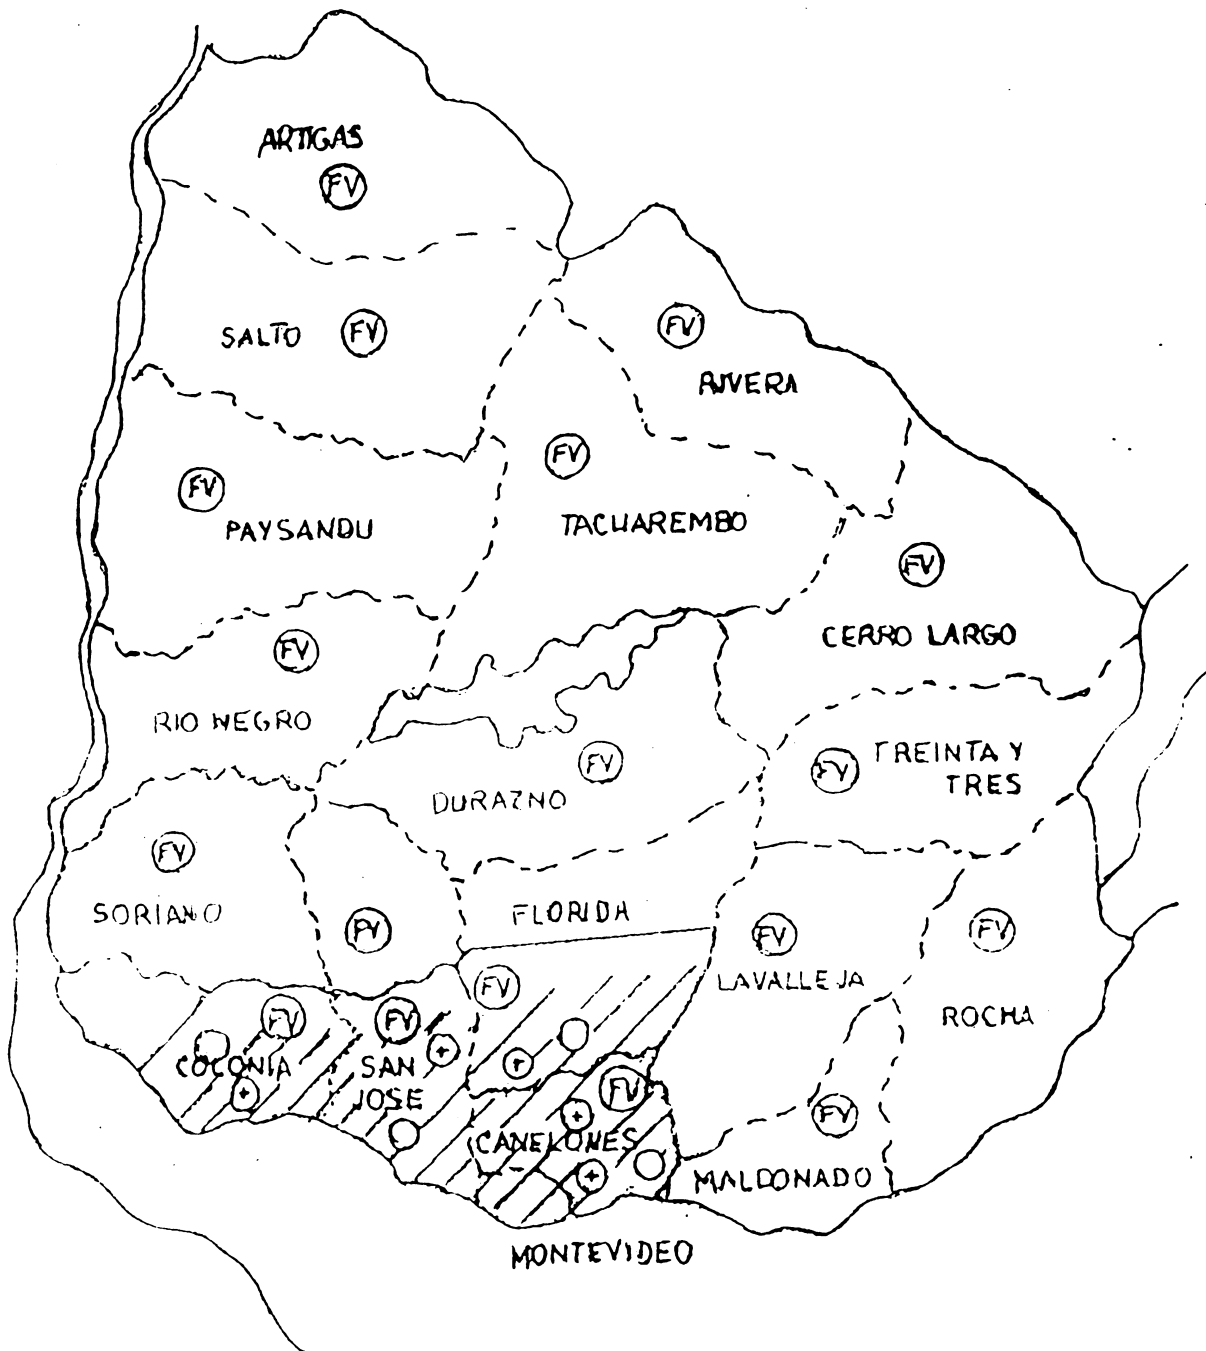 ARTIGAS
FV
SALTO
FV
FV
RIVERA
FV
FV
PAYSANDU
TACUAREMBO
FV
CERRO LARGO
FV
RIO NEGRO
FV
DURAZNO
FV
TREINTA Y
TRES
FV
SORIANO
FV
FLORIDA
FV
LAVALLEJA
FV
ROCHA
FV
FV
FV
COLONIA
+
SAN
JOSE
+
+
FV
CANELONES
+
+
FV
MALDONADO
MONTEVIDEO